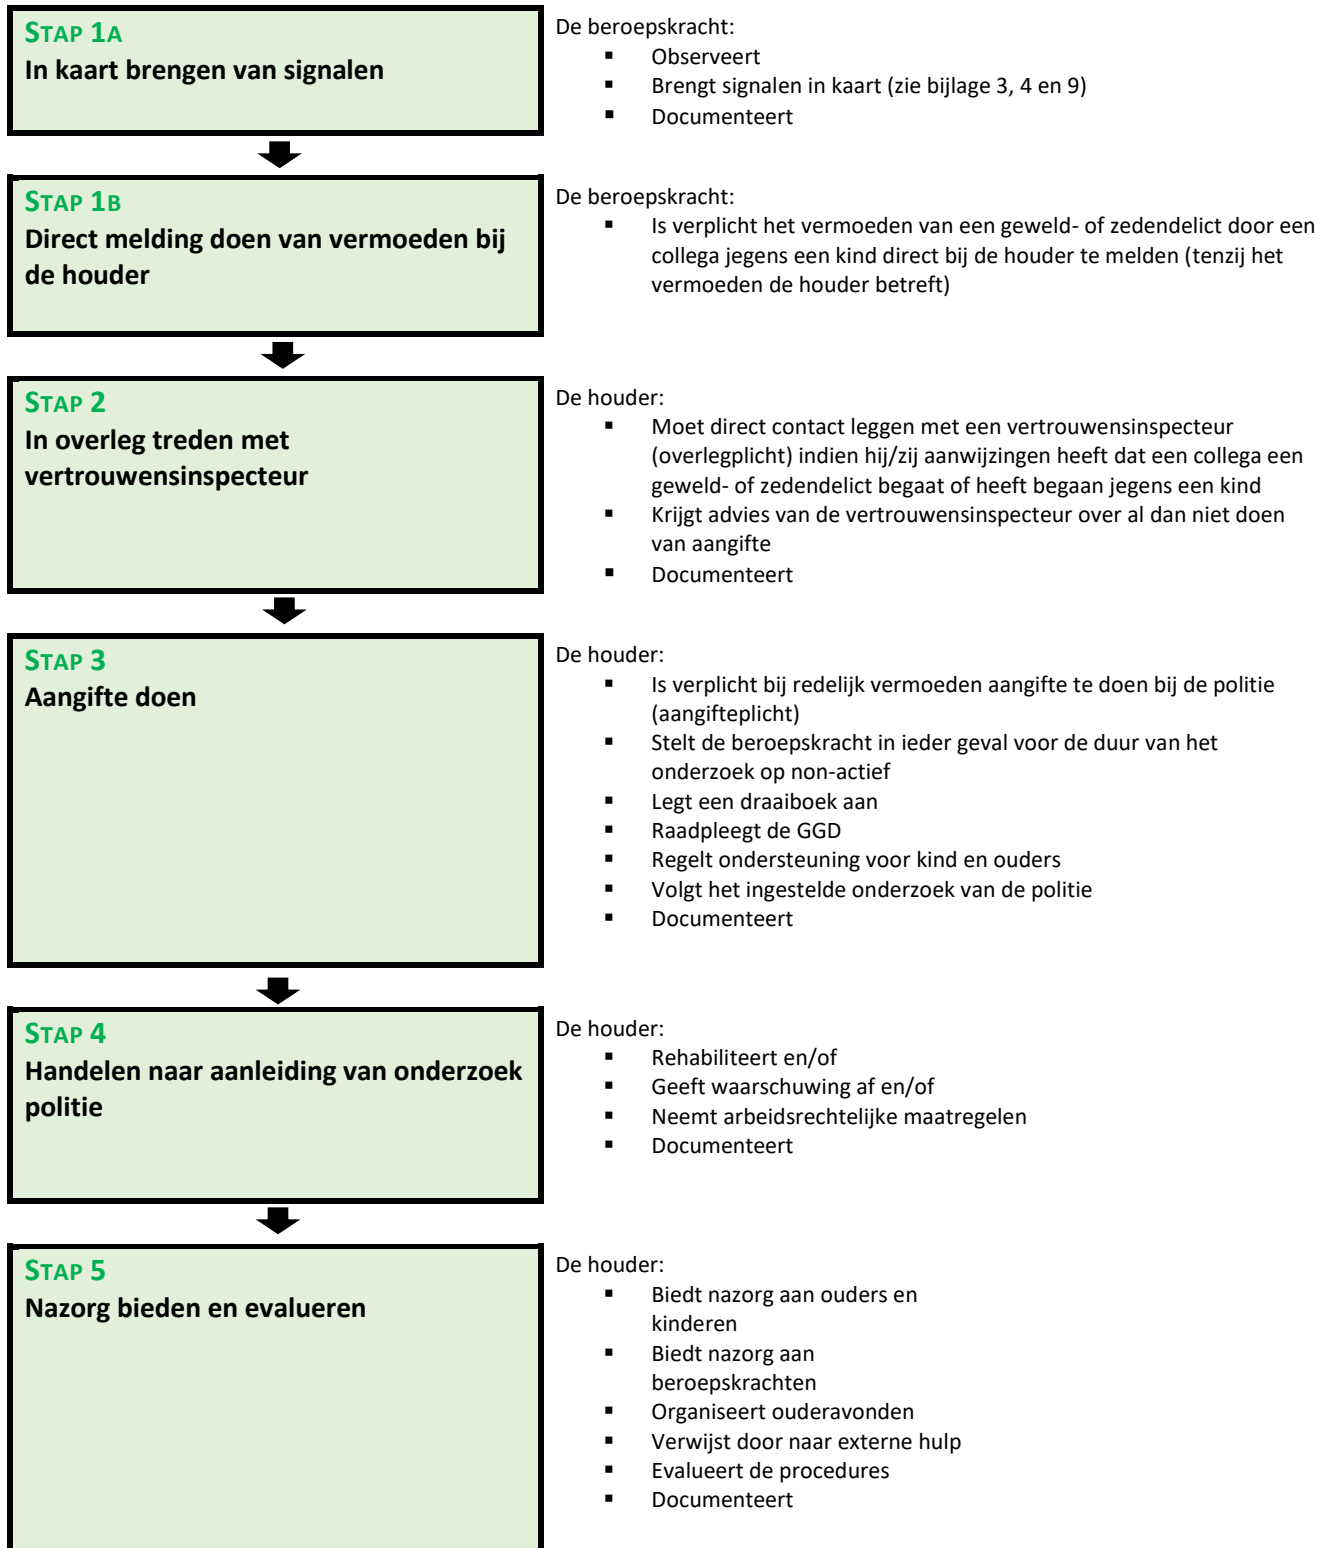 STAP 1A
In kaart brengen van signalen
De beroepskracht:
▪ Observeert
▪ Brengt signalen in kaart (zie bijlage 3, 4 en 9)
▪ Documenteert
STAP 1B
Direct melding doen van vermoeden bij
de houder
De beroepskracht:
▪ Is verplicht het vermoeden van een geweld- of zedendelict door een
collega jegens een kind direct bij de houder te melden (tenzij het
vermoeden de houder betreft)
STAP 2
In overleg treden met
vertrouwensinspecteur
De houder:
▪ Moet direct contact leggen met een vertrouwensinspecteur
(overlegplicht) indien hij/zij aanwijzingen heeft dat een collega een
geweld- of zedendelict begaat of heeft begaan jegens een kind
▪ Krijgt advies van de vertrouwensinspecteur over al dan niet doen
van aangifte
▪ Documenteert
STAP 3
Aangifte doen
De houder:
▪ Is verplicht bij redelijk vermoeden aangifte te doen bij de politie
(aangifteplicht)
▪ Stelt de beroepskracht in ieder geval voor de duur van het
onderzoek op non-actief
▪ Legt een draaiboek aan
▪ Raadpleegt de GGD
▪ Regelt ondersteuning voor kind en ouders
▪ Volgt het ingestelde onderzoek van de politie
▪ Documenteert
STAP 4
Handelen naar aanleiding van onderzoek
politie
De houder:
▪ Rehabiliteert en/of
▪ Geeft waarschuwing af en/of
▪ Neemt arbeidsrechtelijke maatregelen
▪ Documenteert
STAP 5
Nazorg bieden en evalueren
De houder:
▪ Biedt nazorg aan ouders en
kinderen
▪ Biedt nazorg aan
beroepskrachten
▪ Organiseert ouderavonden
▪ Verwijst door naar externe hulp
▪ Evalueert de procedures
▪ Documenteert